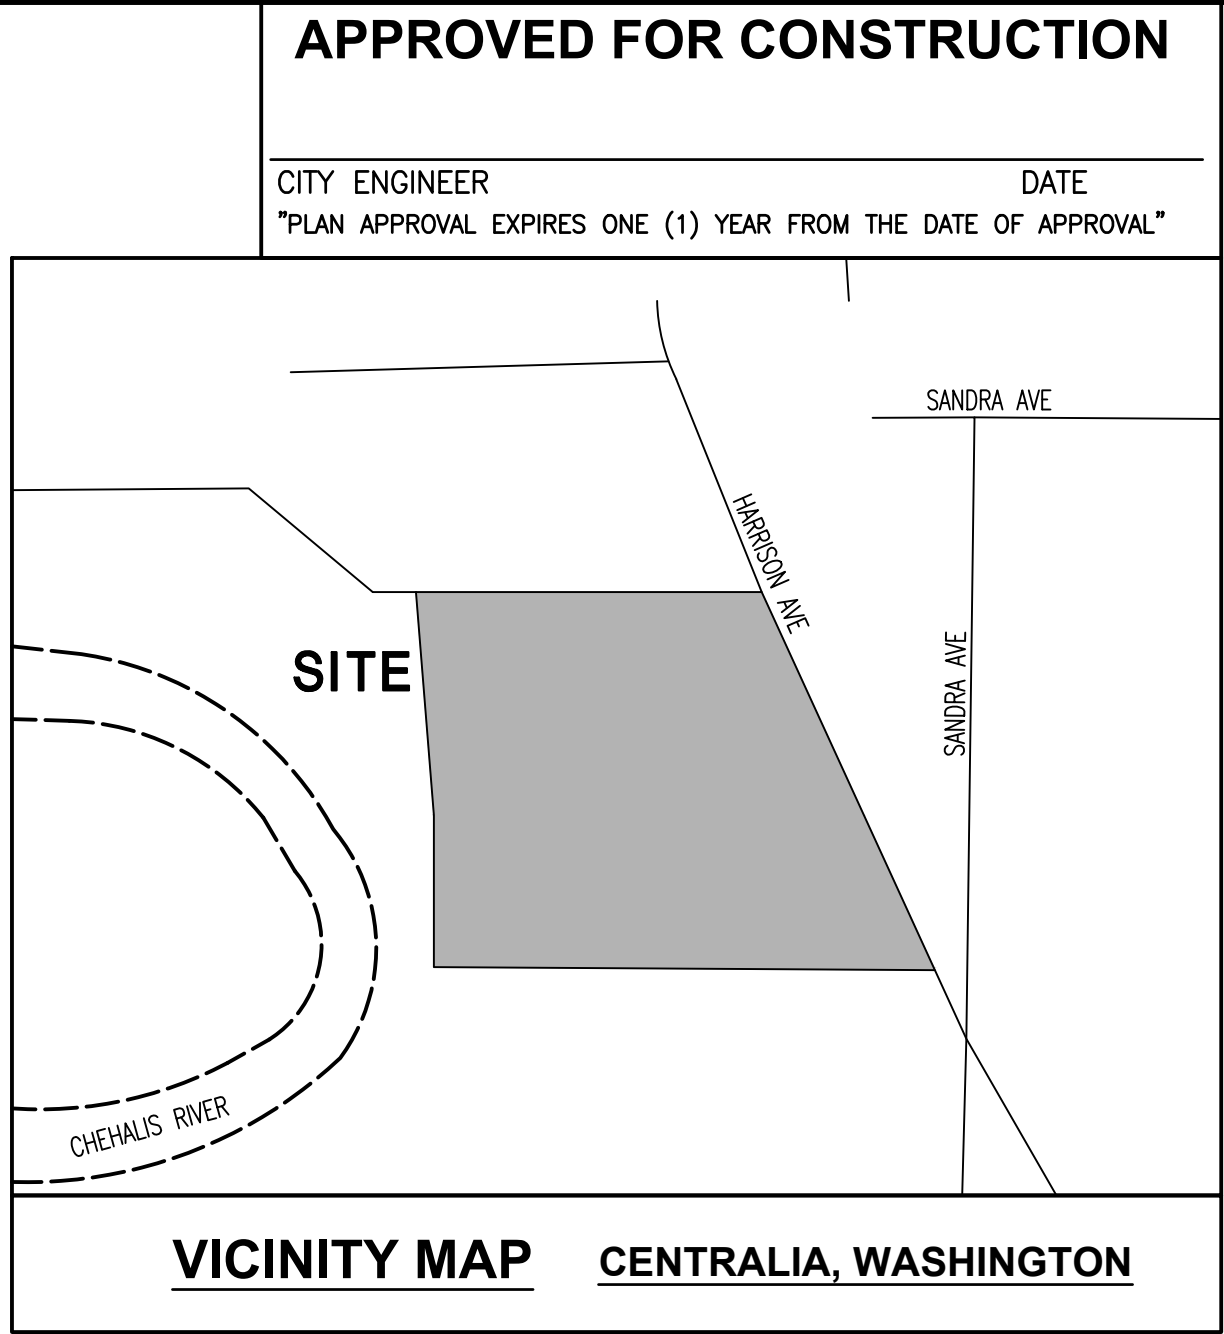 APPROVED FOR CONSTRUCTION
CITY ENGINEER DATE
"PLAN APPROVAL EXPIRES ONE (1) YEAR FROM THE DATE OF APPROVAL"
SANDRA AVE
HARRISON AVE
SANDRA AVE
SITE
CHEHALIS RIVER
VICINITY MAP CENTRALIA, WASHINGTON